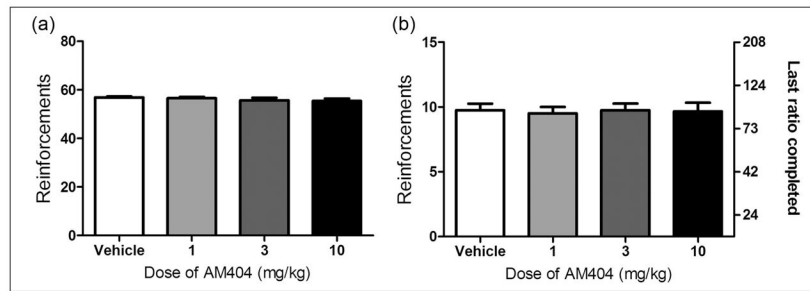 (a)
80
60
40
20
0
Reinforcements
Vehicle 1 3 10
Dose of AM404 (mg/kg)
(b)
15
10
5
0
Reinforcements
208
124
73
42
24
Last ratio completed
Vehicle 1 3 10
Dose of AM404 (mg/kg)